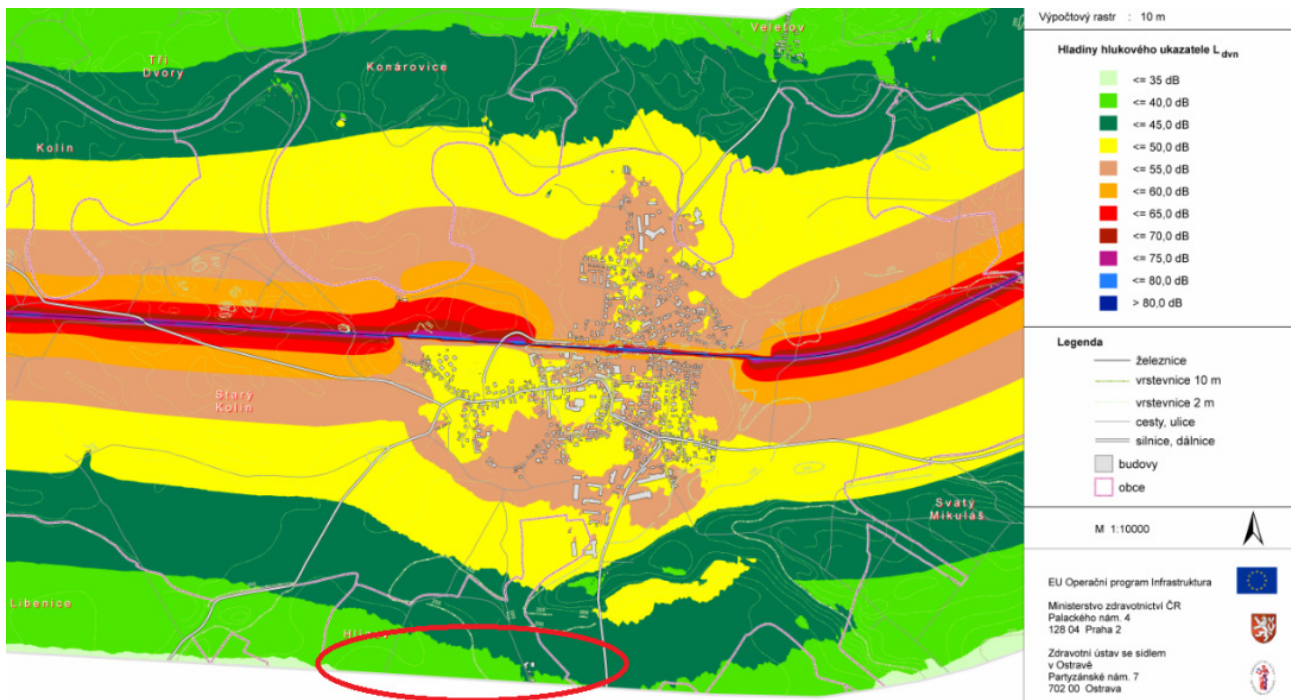 Veletov
Tři
Dvory
Konárovice
Kolín
Starý
Kolín
Svatý
Mikuláš
Libenice
Výpočtový rastr : 10 m
Hladiny hlukového ukazatele L dvn
<= 35 dB
<= 40,0 dB
<= 45,0 dB
<= 50,0 dB
<= 55,0 dB
<= 60,0 dB
<= 65,0 dB
<= 70,0 dB
<= 75,0 dB
<= 80,0 dB
> 80,0 dB
Legenda
železnice
vrstevnice 10 m
vrstevnice 2 m
cesty, ulice
silnice, dálnice
budovy
obce
M 1:10000
EU Operační program Infrastruktura
Ministerstvo zdravotnictví ČR
Palackého nám. 4
128 04 Praha 2
Zdravotní ústav se sídlem
v Ostravě
Partyzánské nám. 7
702 00 Ostrava